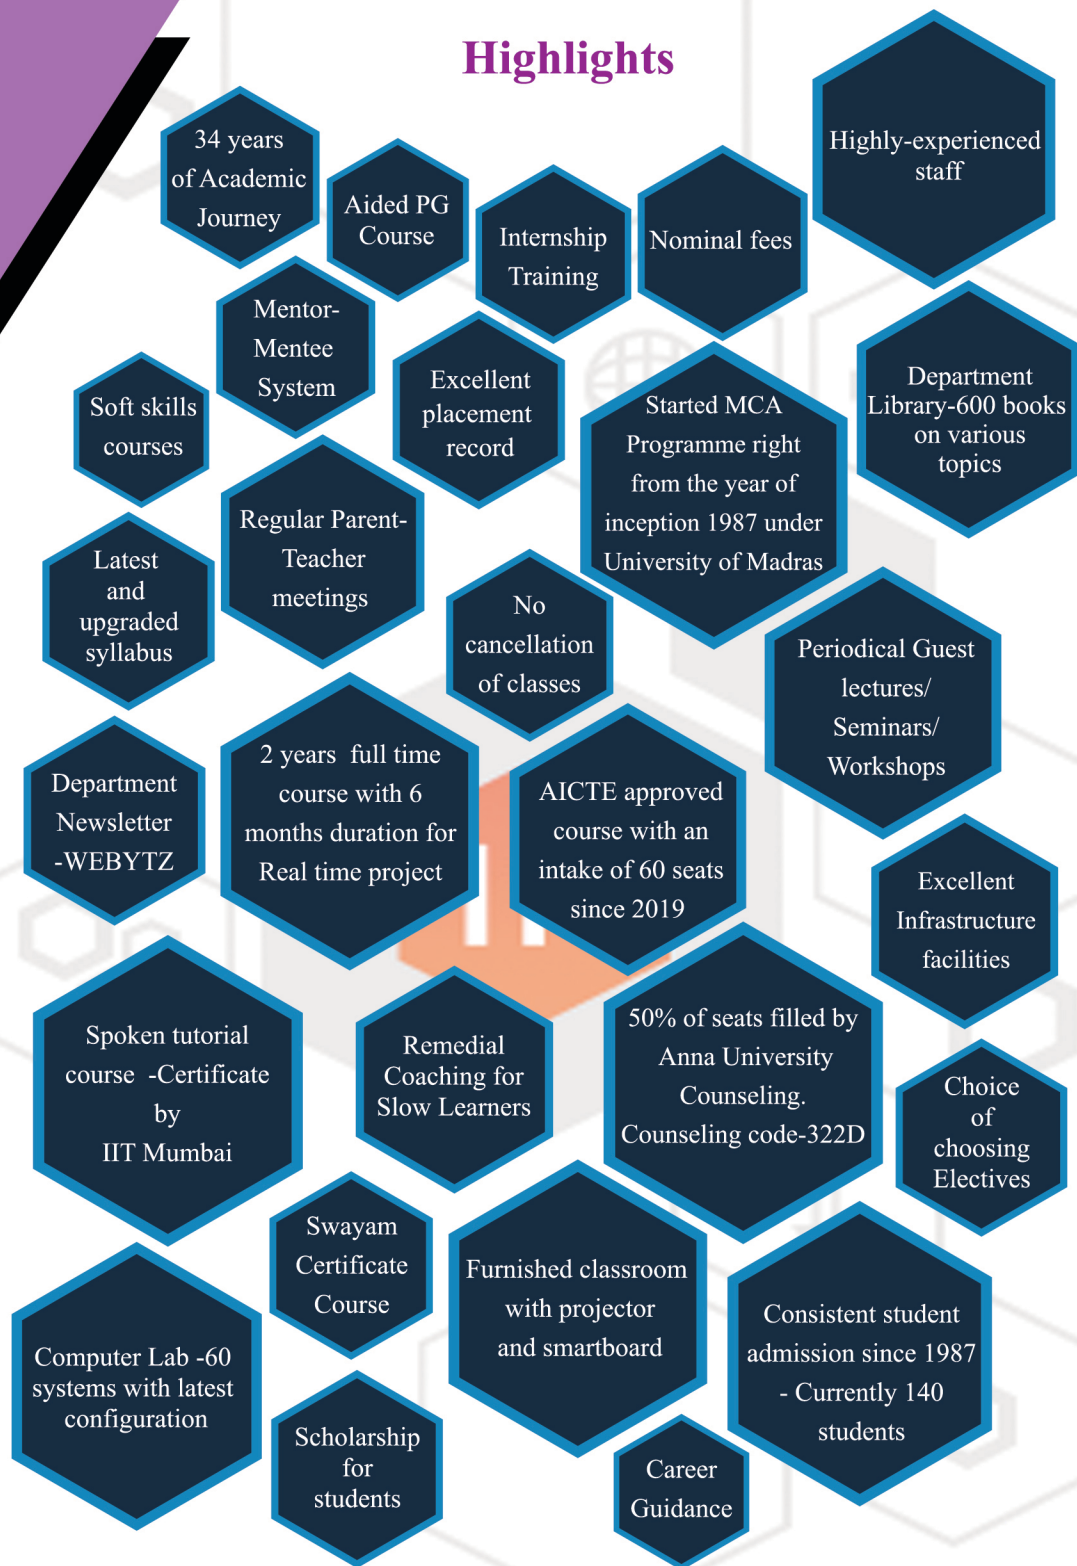 Highlights
34 years
of Academic
Journey
Aided PG
Course
Internship
Training
Nominal fees
Highly-experienced
staff
Mentor-
Mentee
System
Soft skills
courses
Excellent
placement
record
Started MCA
Programme right
from the year of
inception 1987 under
University of Madras
Department
Library-600 books
on various
topics
Regular Parent-
Teacher
meetings
Latest
and
upgraded
syllabus
No
cancellation
of classes
Periodical Guest
lectures/
Seminars/
Workshops
Department
Newsletter
-WEBYTZ
2 years  full time
course with 6
months duration for
Real time project
AICTE approved
course with an
intake of 60 seats
since 2019
Excellent
Infrastructure
facilities
Spoken tutorial
course  -Certificate
by
IIT Mumbai
Remedial
Coaching for
Slow Learners
50% of seats filled by
Anna University
Counseling.
Counseling code-322D
Choice
of
choosing
Electives
Swayam
Certificate
Course
Furnished classroom
with projector
and smartboard
Consistent student
admission since 1987
- Currently 140
students
Computer Lab -60
systems with latest
configuration
Scholarship
for
students
Career
Guidance